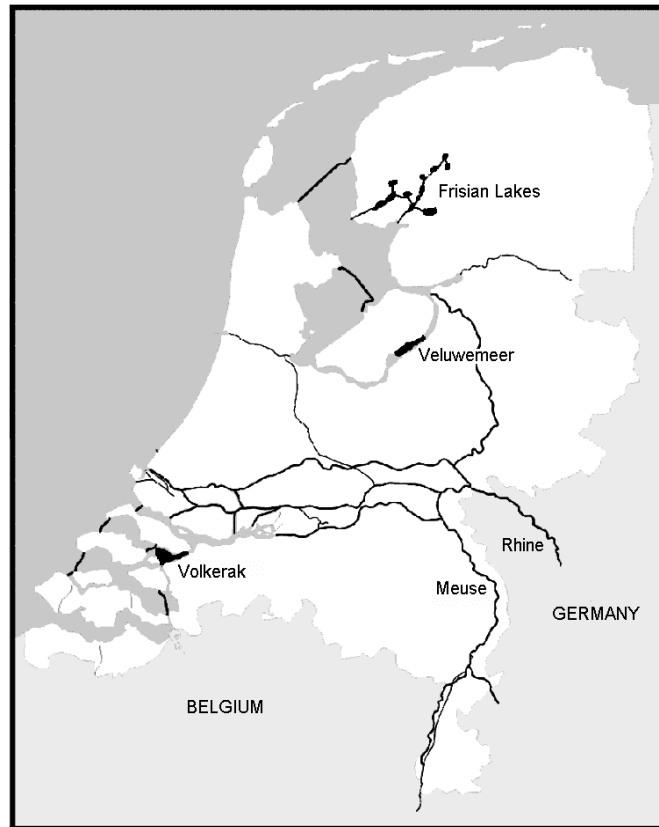 Frisian Lakes
Veluwemeer
Rhine
Volkerak
Meuse
GERMANY
BELGIUM